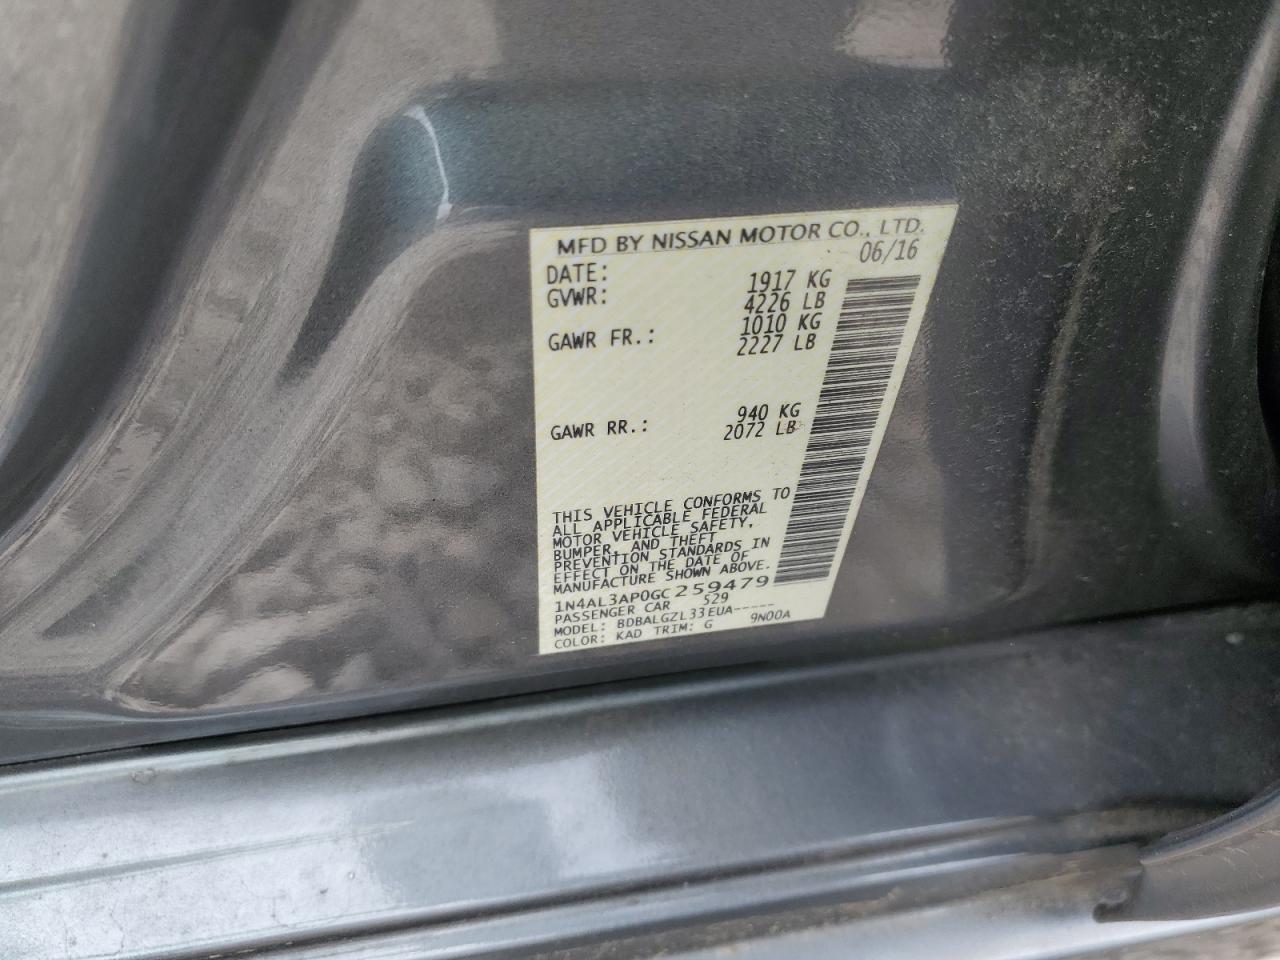 MFD BY NISSAN MOTOR CO., LTD.
DATE: 06/16
GVWR: 1917 KG
4226 LB
GAWR FR.: 1010 KG
2227 LB
GAWR RR.: 940 KG
2072 LB
THIS VEHICLE CONFORMS TO
ALL APPLICABLE FEDERAL
MOTOR VEHICLE SAFETY,
BUMPER, AND THEFT
PREVENTION STANDARDS IN
EFFECT ON THE DATE OF
MANUFACTURE SHOWN ABOVE.
1N4AL3AP0GC259479
PASSENGER CAR 529
MODEL: BDBALGZL33EUA-----
COLOR: KAD TRIM: G 9N00A